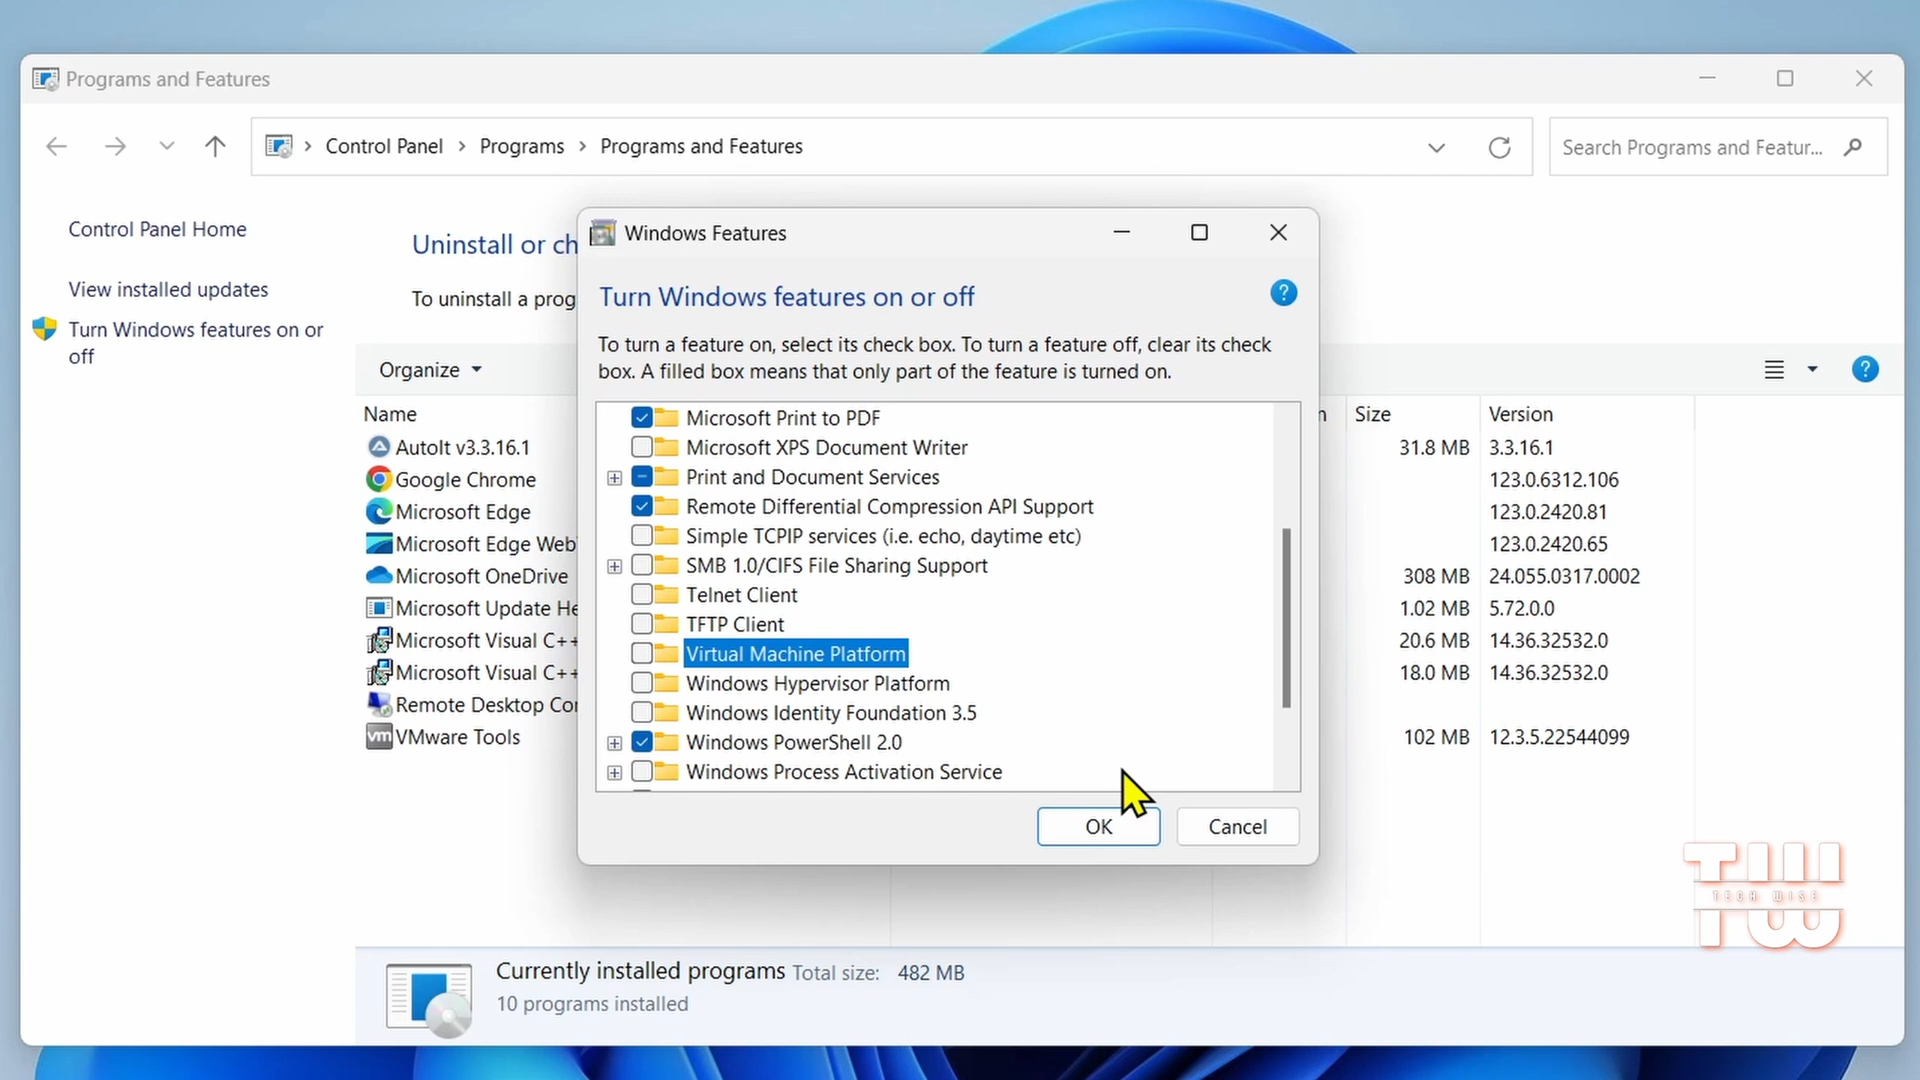 Programs and Features
Control Panel
Programs
Programs and Features
Search Programs and Featur...
Control Panel Home
View installed updates
Turn Windows features on or
off
Uninstall or ch
To uninstall a prog
Organize
Name
Size
Version
AutoIt v3.3.16.1
31.8 MB
3.3.16.1
Google Chrome
123.0.6312.106
Microsoft Edge
123.0.2420.81
Microsoft Edge Web
123.0.2420.65
Microsoft OneDrive
308 MB
24.055.0317.0002
Microsoft Update He
1.02 MB
5.72.0.0
Microsoft Visual C++
20.6 MB
14.36.32532.0
Microsoft Visual C++
18.0 MB
14.36.32532.0
Remote Desktop Co
vm VMware Tools
102 MB
12.3.5.22544099
Windows Features
Turn Windows features on or off
To turn a feature on, select its check box. To turn a feature off, clear its check
box. A filled box means that only part of the feature is turned on.
Microsoft Print to PDF
Microsoft XPS Document Writer
Print and Document Services
Remote Differential Compression API Support
Simple TCPIP services (i.e. echo, daytime etc)
SMB 1.0/CIFS File Sharing Support
Telnet Client
TFTP Client
Virtual Machine Platform
Windows Hypervisor Platform
Windows Identity Foundation 3.5
Windows PowerShell 2.0
Windows Process Activation Service
OK
Cancel
TW
TECH WISE
Currently installed programs Total size: 482 MB
10 programs installed